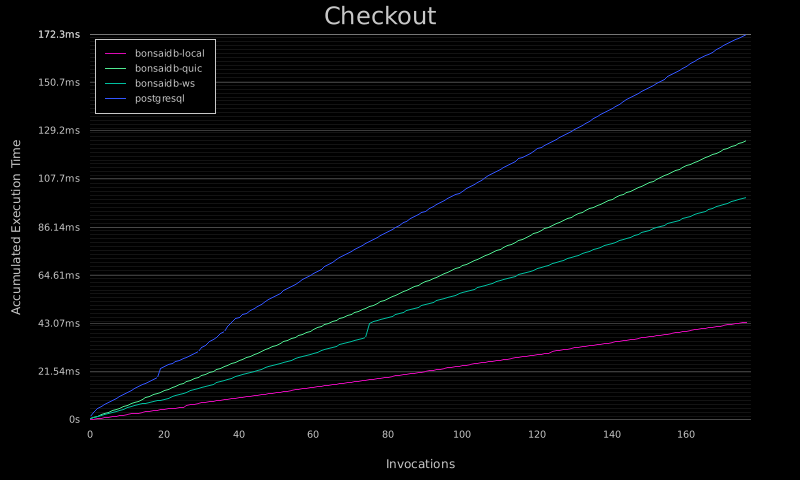 Checkout
172.3ms
150.7ms
129.2ms
107.7ms
86.14ms
64.61ms
43.07ms
21.54ms
0s
Accumulated Execution Time
bonsaidb-local
bonsaidb-quic
bonsaidb-ws
postgresql
0 20 40 60 80 100 120 140 160
Invocations